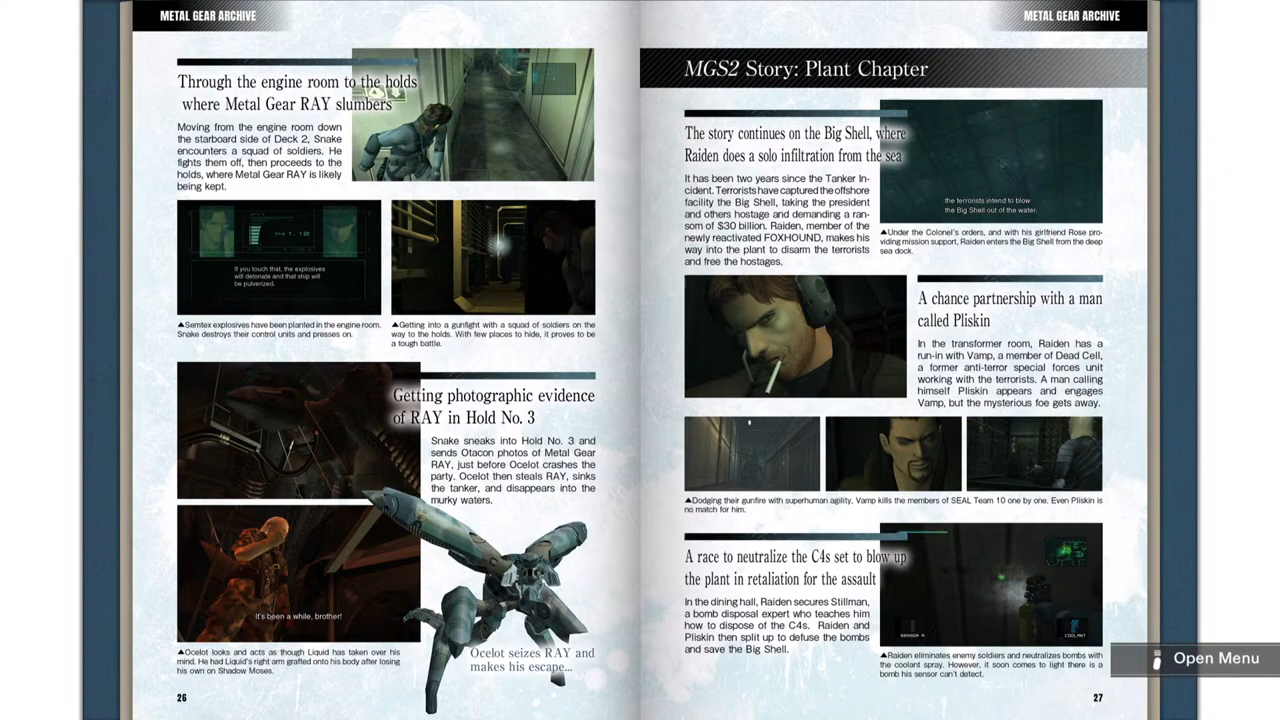 METAL GEAR ARCHIVE
Through the engine room to the holds
where Metal Gear RAY slumbers
Moving from the engine room down
the starboard side of Deck 2, Snake
encounters a squad of soldiers. He
fights them off, then proceeds to the
holds, where Metal Gear RAY is likely
being kept.
If you touch that, the explosives
will detonate and that ship will
be pulverized.
▲Semtex explosives have been planted in the engine room.
Snake destroys their control units and presses on.
▲Getting into a gunfight with a squad of soldiers on the
way to the holds. With few places to hide, it proves to be
a tough battle.
Getting photographic evidence
of RAY in Hold No. 3
Snake sneaks into Hold No. 3 and
sends Otacon photos of Metal Gear
RAY, just before Ocelot crashes the
party. Ocelot then steals RAY, sinks
the tanker, and disappears into the
murky waters.
It's been a while, brother!
▲Ocelot looks and acts as though Liquid has taken over his
mind. He had Liquid's right arm grafted onto his body after losing
his own on Shadow Moses.
Ocelot seizes RAY and
makes his escape...
26
METAL GEAR ARCHIVE
MGS2 Story: Plant Chapter
The story continues on the Big Shell, where
Raiden does a solo infiltration from the sea
It has been two years since the Tanker In-
cident. Terrorists have captured the offshore
facility the Big Shell, taking the president
and others hostage and demanding a ran-
som of $30 billion. Raiden, member of the
newly reactivated FOXHOUND, makes his
way into the plant to disarm the terrorists
and free the hostages.
the terrorists intend to blow
the Big Shell out of the water.
▲Under the Colonel's orders, and with his girlfriend Rose pro-
viding mission support, Raiden enters the Big Shell from the deep
sea dock.
A chance partnership with a man
called Pliskin
In the transformer room, Raiden has a
run-in with Vamp, a member of Dead Cell,
a former anti-terror special forces unit
working with the terrorists. A man calling
himself Pliskin appears and engages
Vamp, but the mysterious foe gets away.
▲Dodging their gunfire with superhuman agility, Vamp kills the members of SEAL Team 10 one by one. Even Pliskin is
no match for him.
A race to neutralize the C4s set to blow up
the plant in retaliation for the assault
In the dining hall, Raiden secures Stillman,
a bomb disposal expert who teaches him
how to dispose of the C4s. Raiden and
Pliskin then split up to defuse the bombs
and save the Big Shell.
SENSOR A
COOLANT
▲Raiden eliminates enemy soldiers and neutralizes bombs with
the coolant spray. However, it soon comes to light there is a
bomb his sensor can't detect.
27
Open Menu